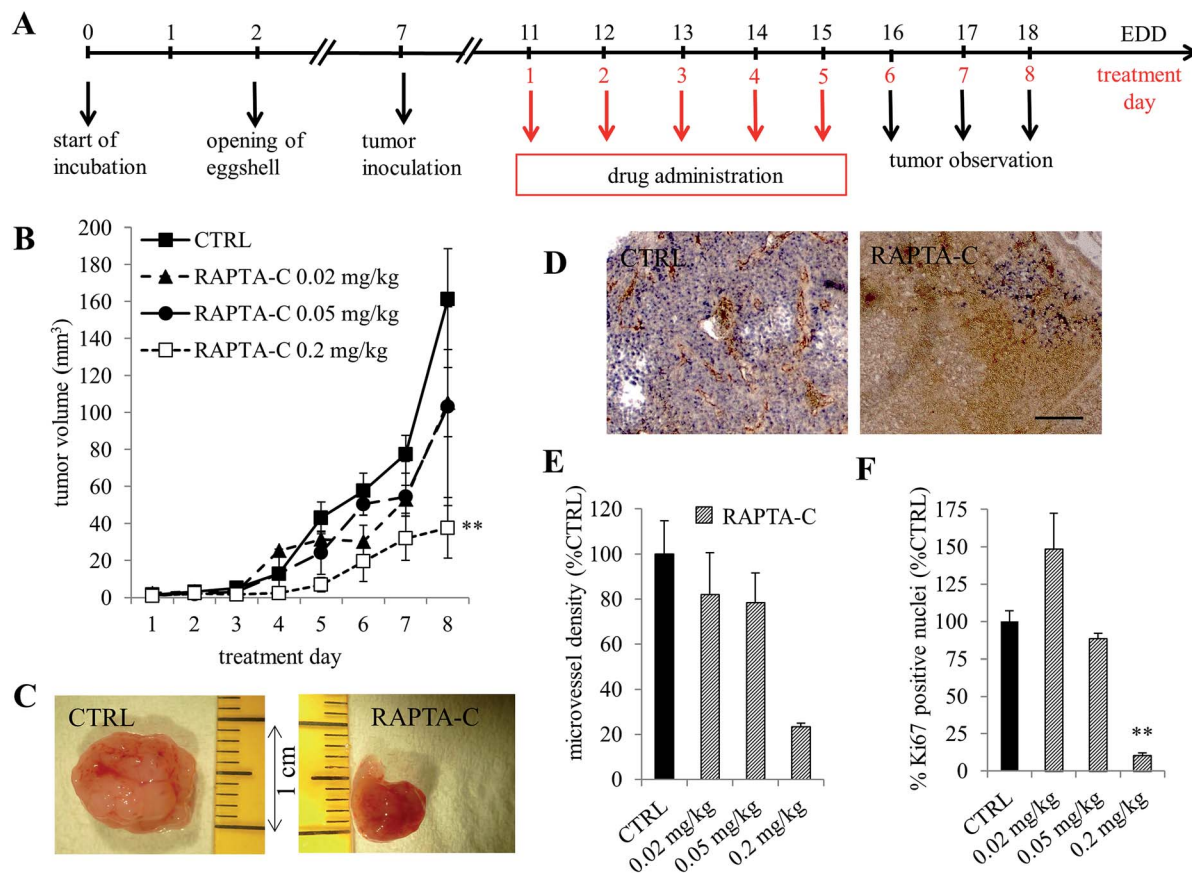 A
0 1 2 7 11 12 13 14 15 16 17 18 EDD
1 2 3 4 5 6 7 8 treatment
day
start of
incubation
opening of
eggshell
tumor
inoculation
drug administration
tumor observation
B
200
180
160
140
120
100
80
60
40
20
0
tumor volume (mm³)
CTRL
RAPTA-C 0.02 mg/kg
RAPTA-C 0.05 mg/kg
RAPTA-C 0.2 mg/kg
**
1 2 3 4 5 6 7 8
treatment day
C
CTRL
1 cm
RAPTA-C
D
CTRL
RAPTA-C
E
microvessel density (%CTRL)
120
100
80
60
40
20
0
RAPTA-C
CTRL
0.02 mg/kg
0.05 mg/kg
0.2 mg/kg
F
% Ki67 positive nuclei (%CTRL)
175
150
125
100
75
50
25
0
**
CTRL
0.02 mg/kg
0.05 mg/kg
0.2 mg/kg